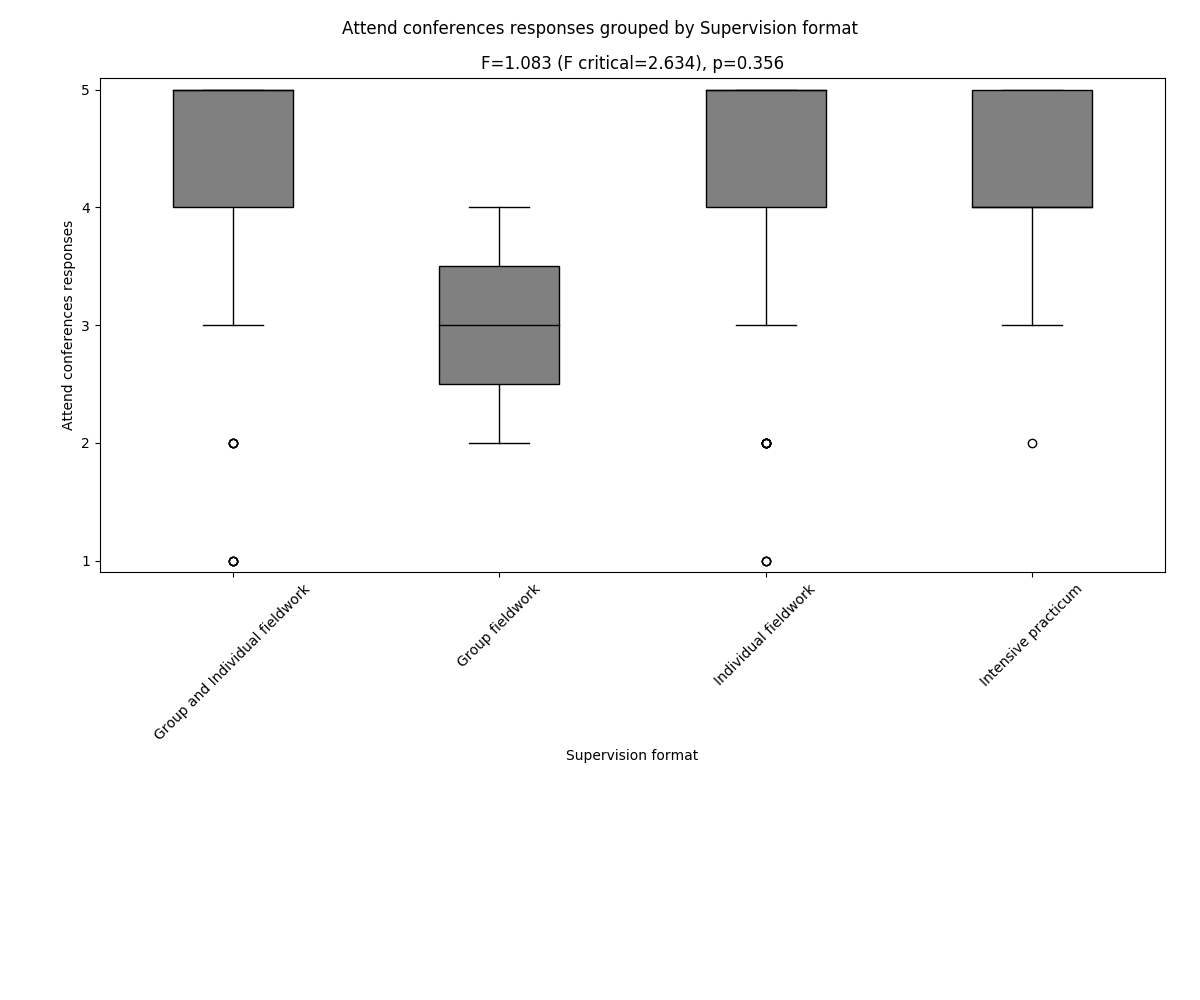 Attend conferences responses grouped by Supervision format
F=1.083 (F critical=2.634), p=0.356
Attend conferences responses
5
4
3
2
1
Group and Individual fieldwork
Group fieldwork
Individual fieldwork
Intensive practicum
Supervision format